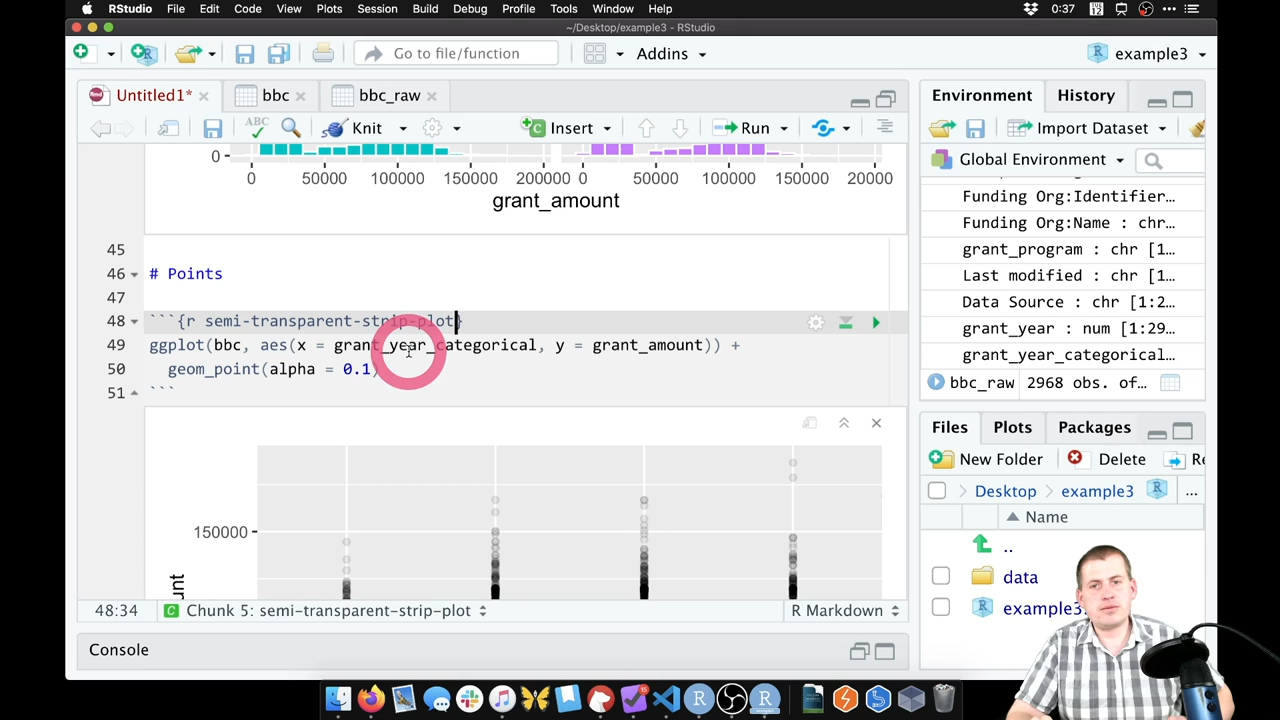 RStudio File Edit Code View Plots Session Build Debug Profile Tools Window Help 0:37 TUE 12
~/Desktop/example3 - RStudio
Go to file/function Addins example3
Untitled1* bbc bbc_raw
Environment History
ABC Knit Insert Run
Import Dataset
Global Environment
0
0 50000 100000 150000 200000 0 50000 100000 150000 20000
grant_amount
Funding Org:Identifier…
Funding Org:Name : chr…
grant_program : chr [1…
Last modified : chr [1…
Data Source : chr [1:2…
grant_year : num [1:29…
grant_year_categorical…
bbc_raw 2968 obs. of…
45
46 # Points
47
48 ```{r semi-transparent-strip-plot}
49 ggplot(bbc, aes(x = grant_year_categorical, y = grant_amount)) +
50 geom_point(alpha = 0.1)
51 ```
150000
unt
48:34 Chunk 5: semi-transparent-strip-plot R Markdown
Console
Files Plots Packages
New Folder Delete Re
Desktop example3 ...
Name
..
data
example3.